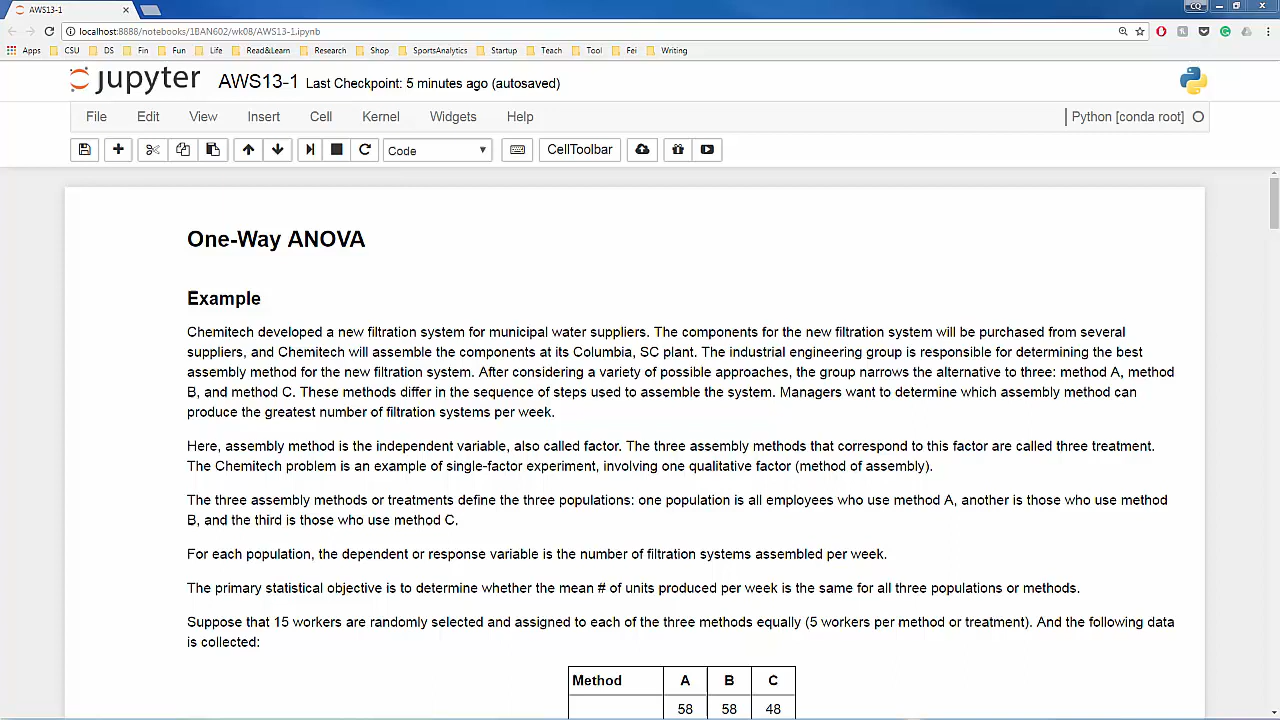 AWS13-1
CQ
localhost:8888/notebooks/1BAN602/wk08/AWS13-1.ipynb
Apps CSU DS Fin Fun Life Read&Learn Research Shop SportsAnalytics Startup Teach Tool Fei Writing
jupyter AWS13-1 Last Checkpoint: 5 minutes ago (autosaved)
File Edit View Insert Cell Kernel Widgets Help Python [conda root]
Code CellToolbar
One-Way ANOVA
Example
Chemitech developed a new filtration system for municipal water suppliers. The components for the new filtration system will be purchased from several
suppliers, and Chemitech will assemble the components at its Columbia, SC plant. The industrial engineering group is responsible for determining the best
assembly method for the new filtration system. After considering a variety of possible approaches, the group narrows the alternative to three: method A, method
B, and method C. These methods differ in the sequence of steps used to assemble the system. Managers want to determine which assembly method can
produce the greatest number of filtration systems per week.
Here, assembly method is the independent variable, also called factor. The three assembly methods that correspond to this factor are called three treatment.
The Chemitech problem is an example of single-factor experiment, involving one qualitative factor (method of assembly).
The three assembly methods or treatments define the three populations: one population is all employees who use method A, another is those who use method
B, and the third is those who use method C.
For each population, the dependent or response variable is the number of filtration systems assembled per week.
The primary statistical objective is to determine whether the mean # of units produced per week is the same for all three populations or methods.
Suppose that 15 workers are randomly selected and assigned to each of the three methods equally (5 workers per method or treatment). And the following data
is collected:
Method A B C
58 58 48